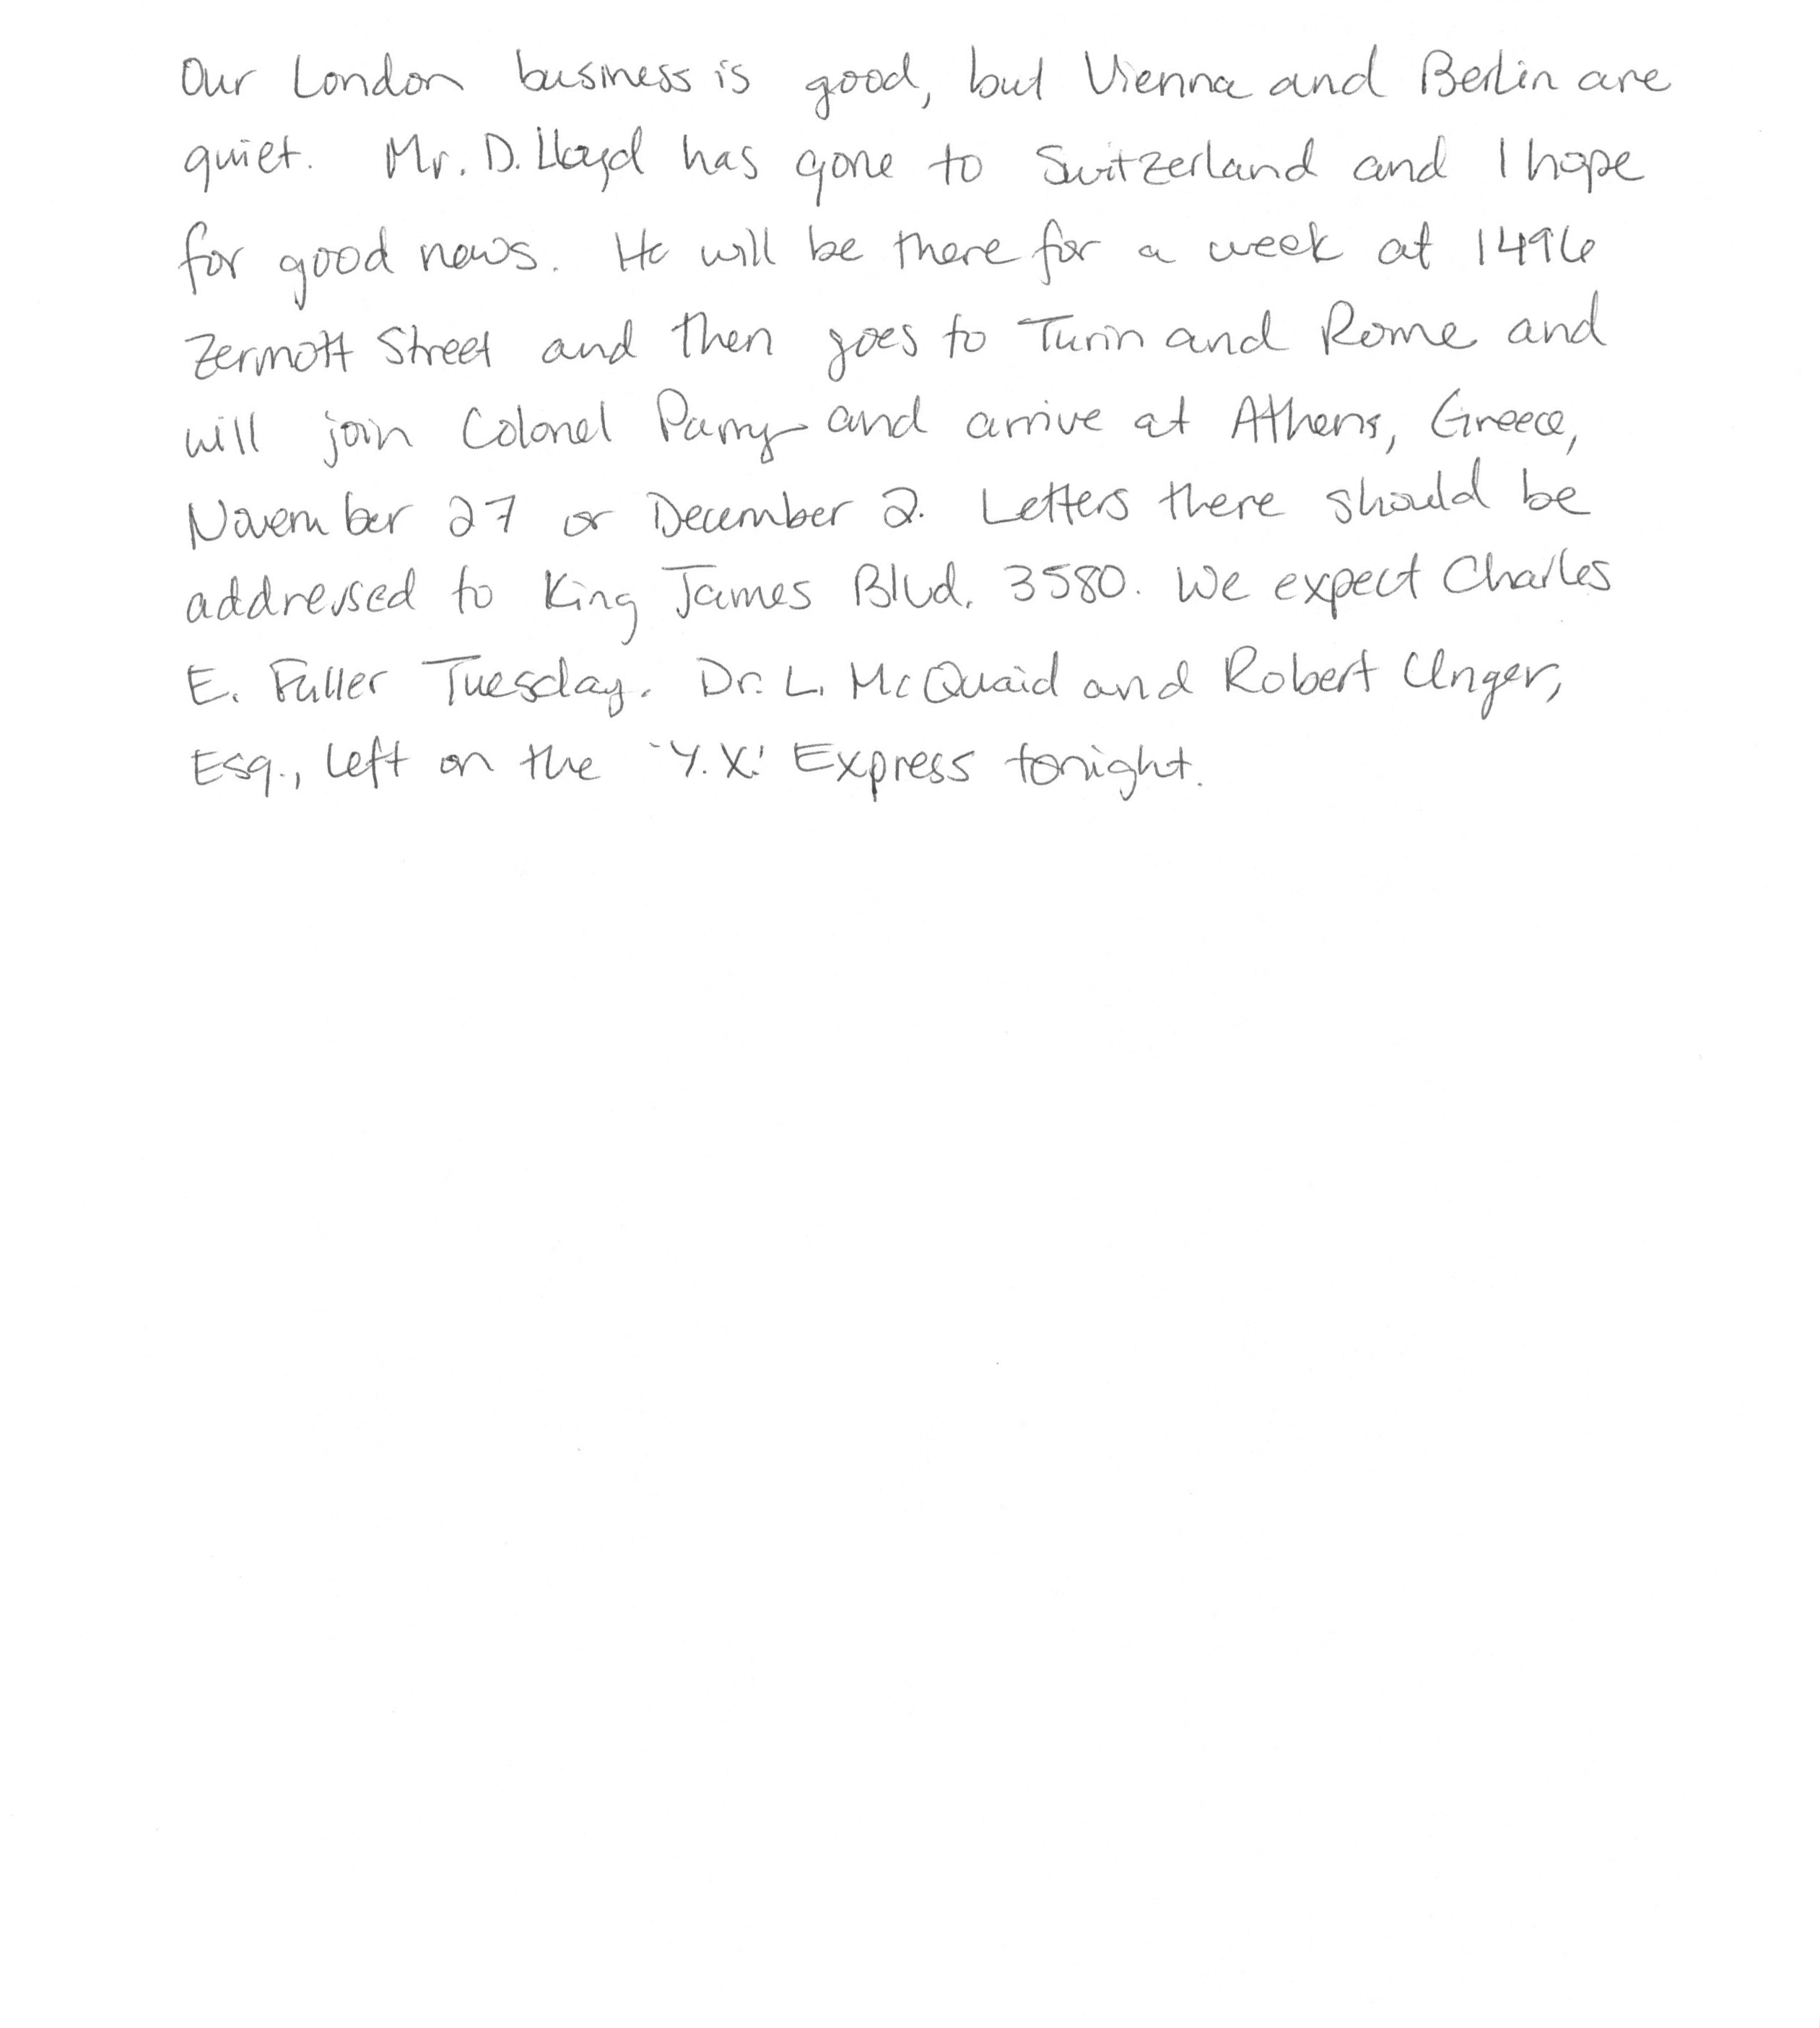 Our London business is good, but Vienna and Berlin are
quiet. Mr. D. Lloyd has gone to Switzerland and I hope
for good news. He will be there for a week at 1496
Zermott Street and then goes to Turin and Rome and
will join Colonel Parry and arrive at Athens, Greece,
November 27 or December 2. Letters there should be
addressed to King James Blvd. 3580. We expect Charles
E. Fuller Tuesday. Dr. L. McQuaid and Robert Unger,
Esq., left on the 'Y.X.' Express tonight.